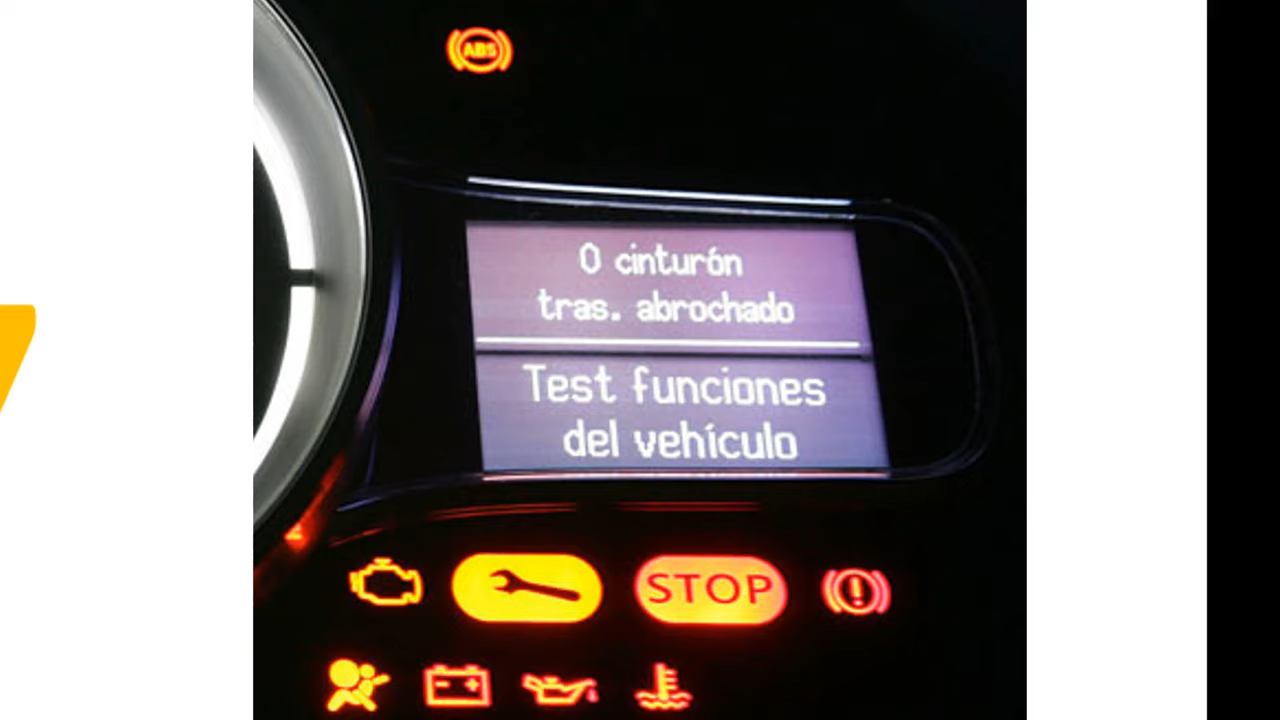 ABS
0 cinturón
tras. abrochado
Test funciones
del vehículo
STOP